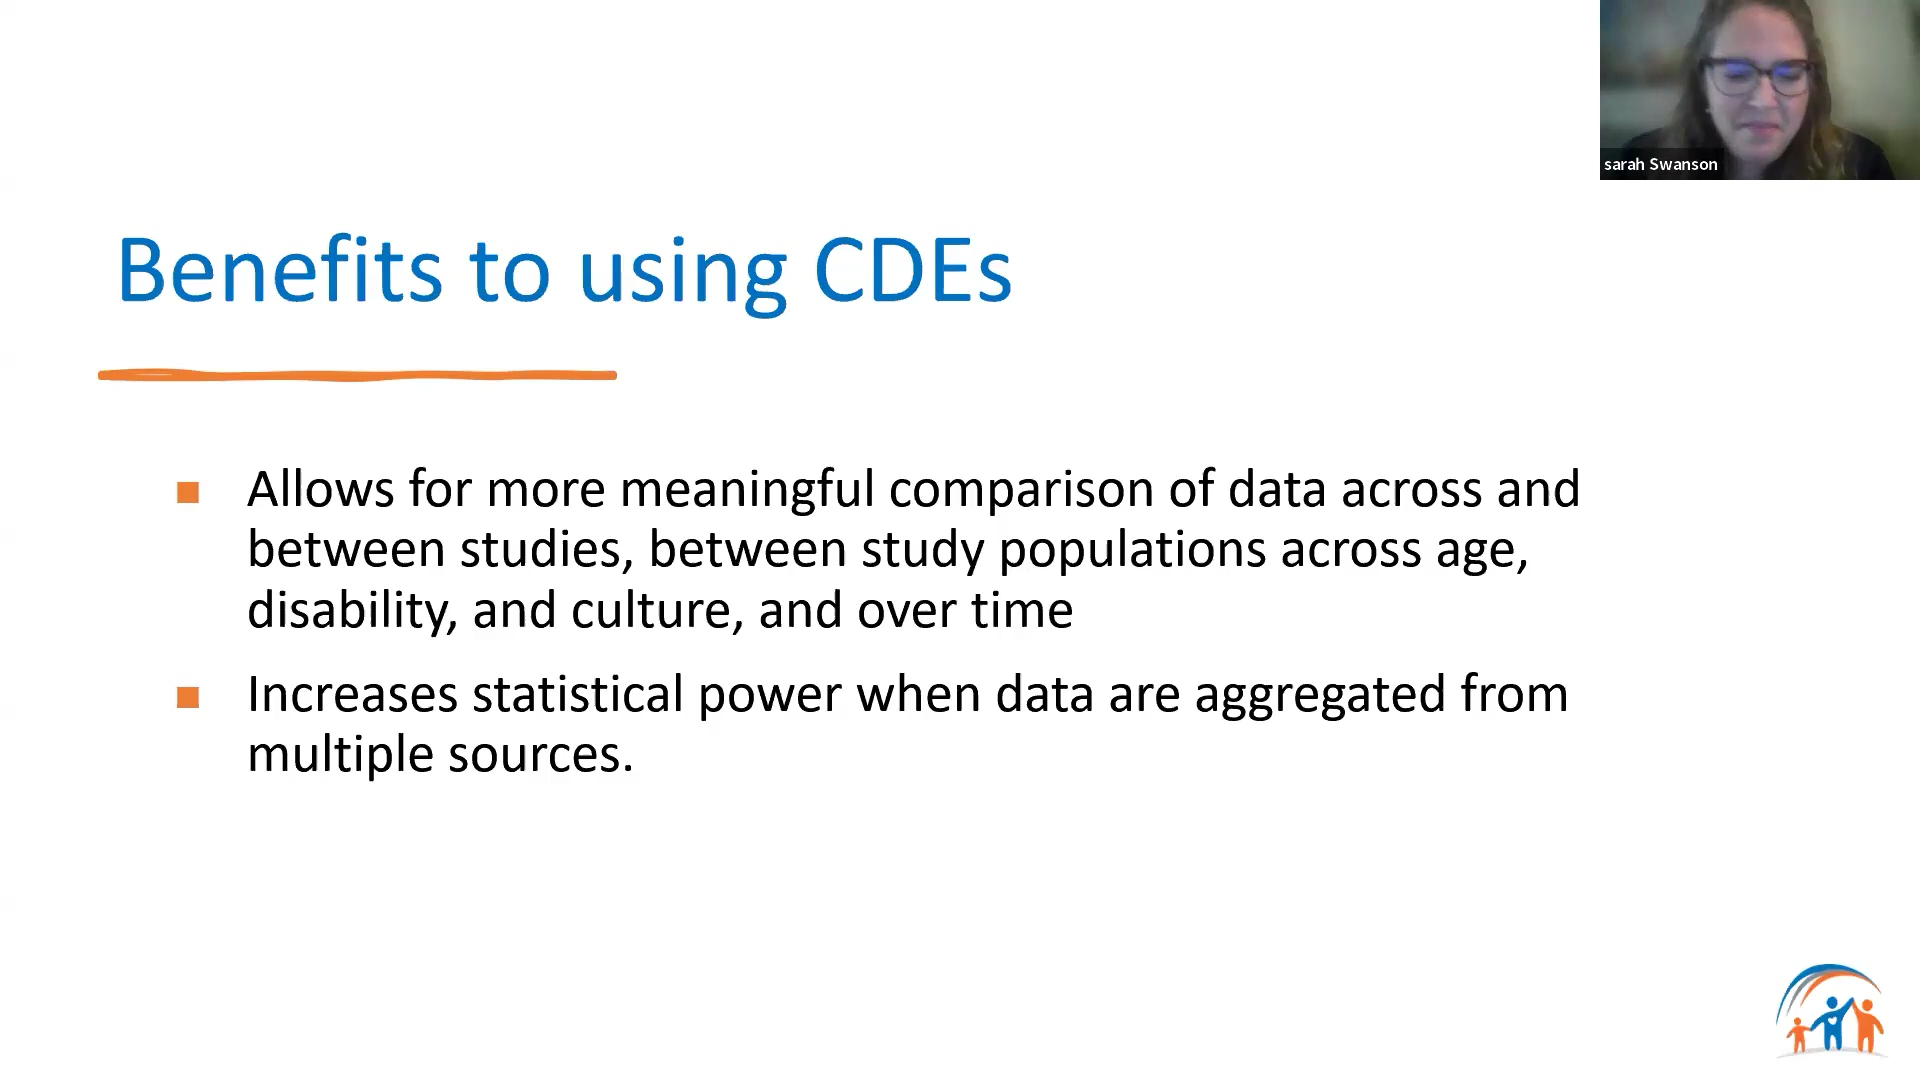 sarah Swanson
Benefits to using CDEs
Allows for more meaningful comparison of data across and
between studies, between study populations across age,
disability, and culture, and over time
Increases statistical power when data are aggregated from
multiple sources.